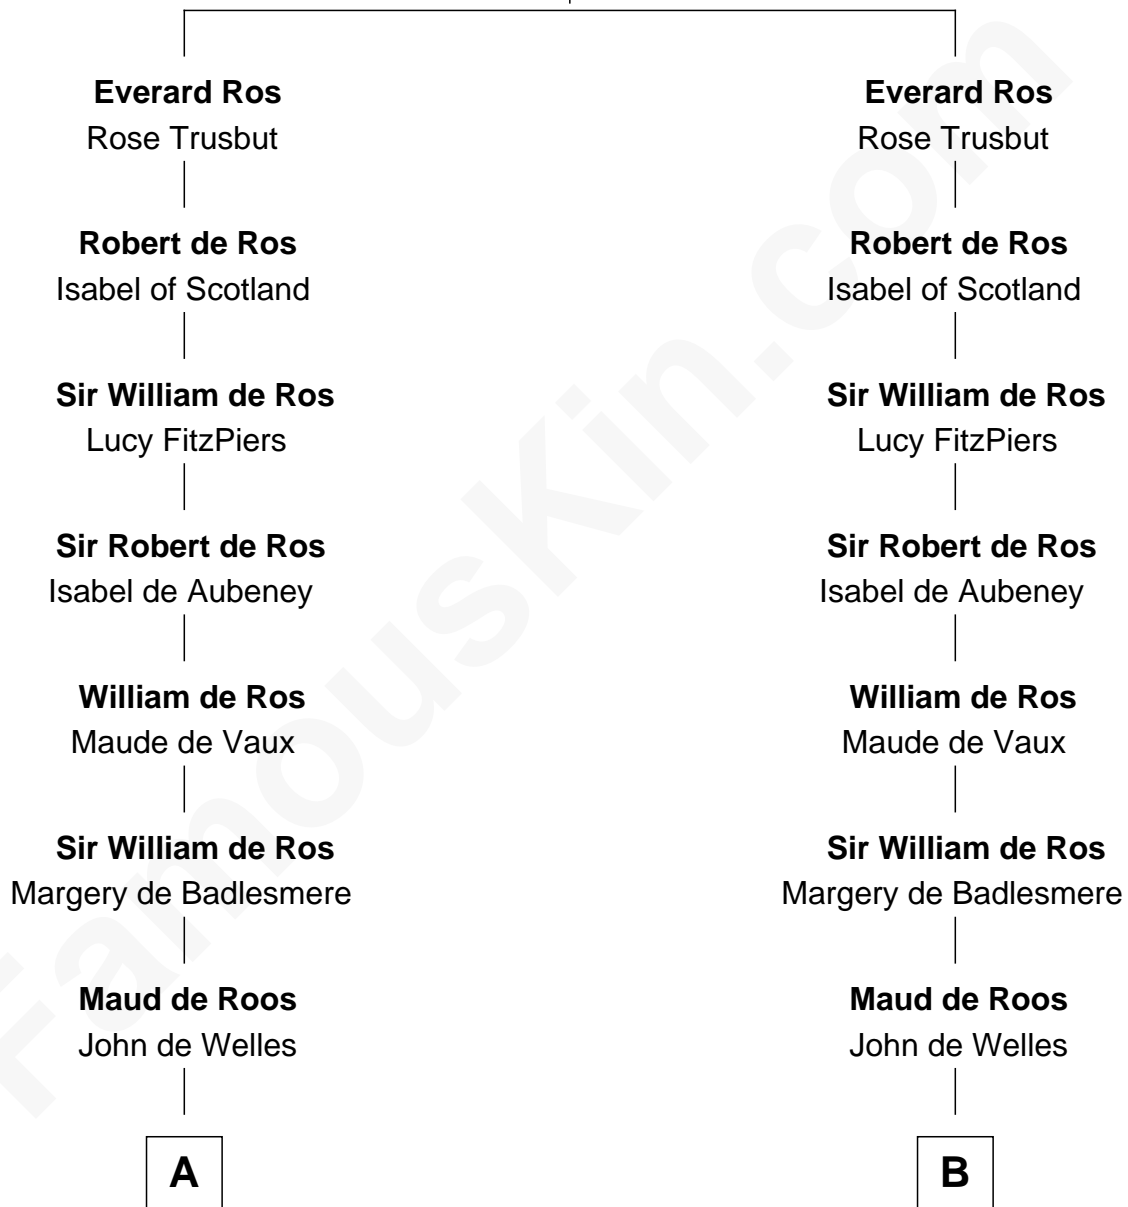 Everard Ros
Rose Trusbut
Everard Ros
Rose Trusbut
Robert de Ros
Isabel of Scotland
Robert de Ros
Isabel of Scotland
Sir William de Ros
Lucy FitzPiers
Sir William de Ros
Lucy FitzPiers
Sir Robert de Ros
Isabel de Aubeney
Sir Robert de Ros
Isabel de Aubeney
William de Ros
Maude de Vaux
William de Ros
Maude de Vaux
Sir William de Ros
Margery de Badlesmere
Sir William de Ros
Margery de Badlesmere
Maud de Roos
John de Welles
Maud de Roos
John de Welles
A
B
FamousKin.com